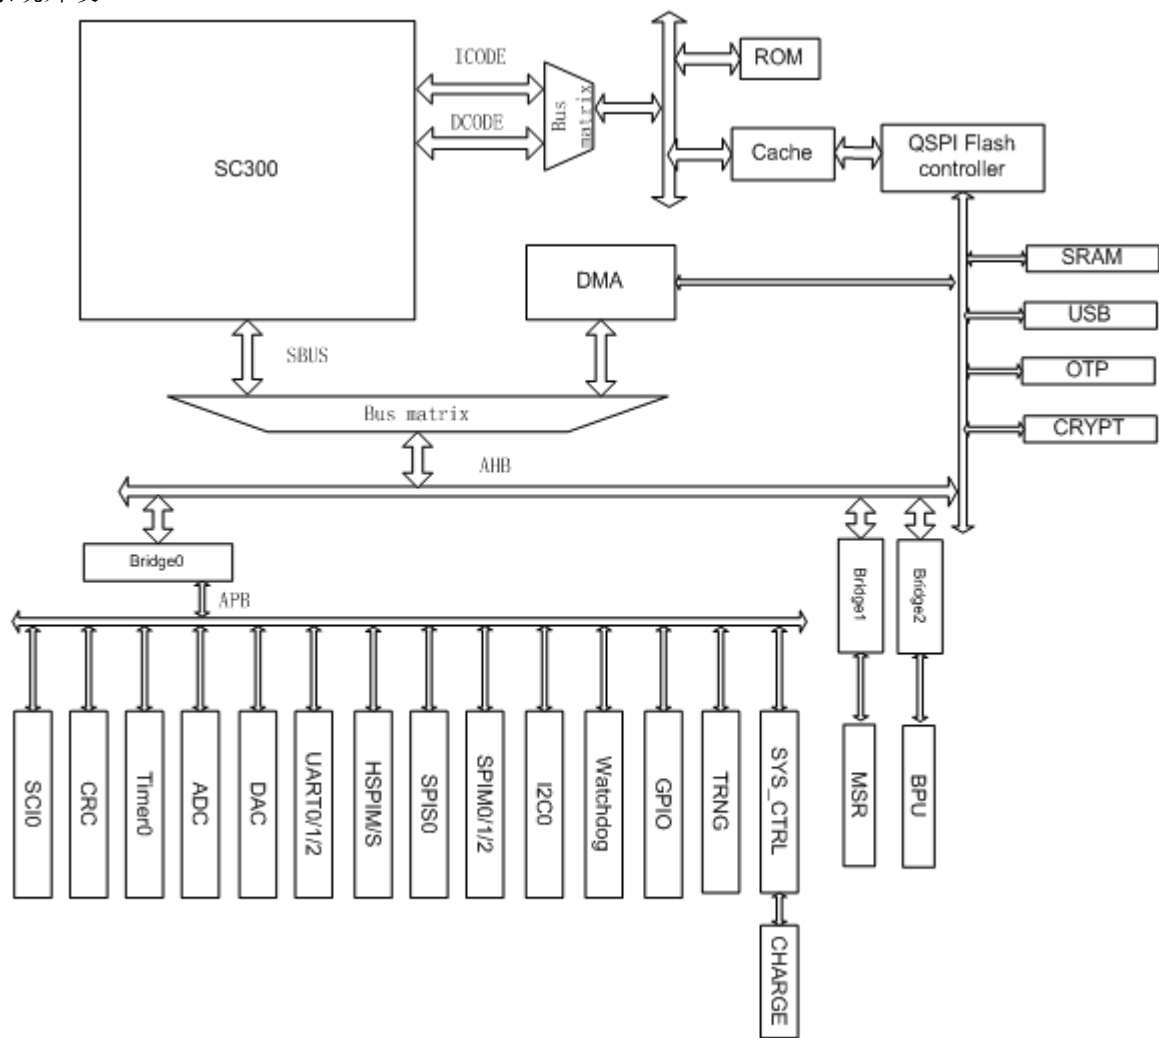 ICODE
DCODE
SC300
Bus
matrix
ROM
Cache
QSPI Flash
controller
DMA
SRAM
USB
OTP
CRYPT
SBUS
Bus matrix
AHB
Bridge0
Bridge1
Bridge2
APB
SCI0
CRC
Timer0
ADC
DAC
UART0/1/2
HSPIM/S
SPIS0
SPIM0/1/2
I2C0
Watchdog
GPIO
TRNG
SYS_CTRL
MSR
BPU
CHARGE